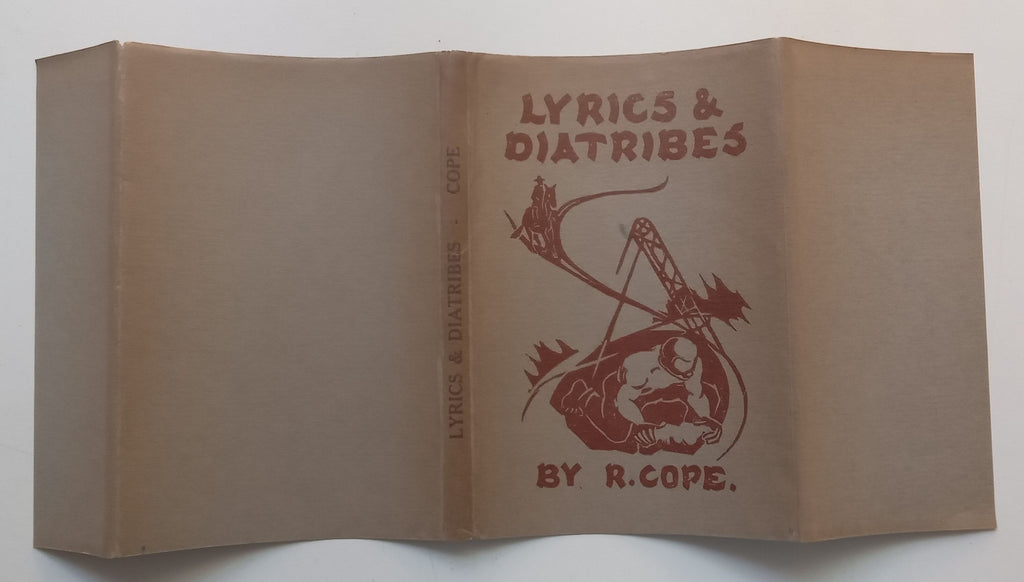 LYRICS & DIATRIBES . COPE
LYRICS &
DIATRIBES
BY R. COPE.